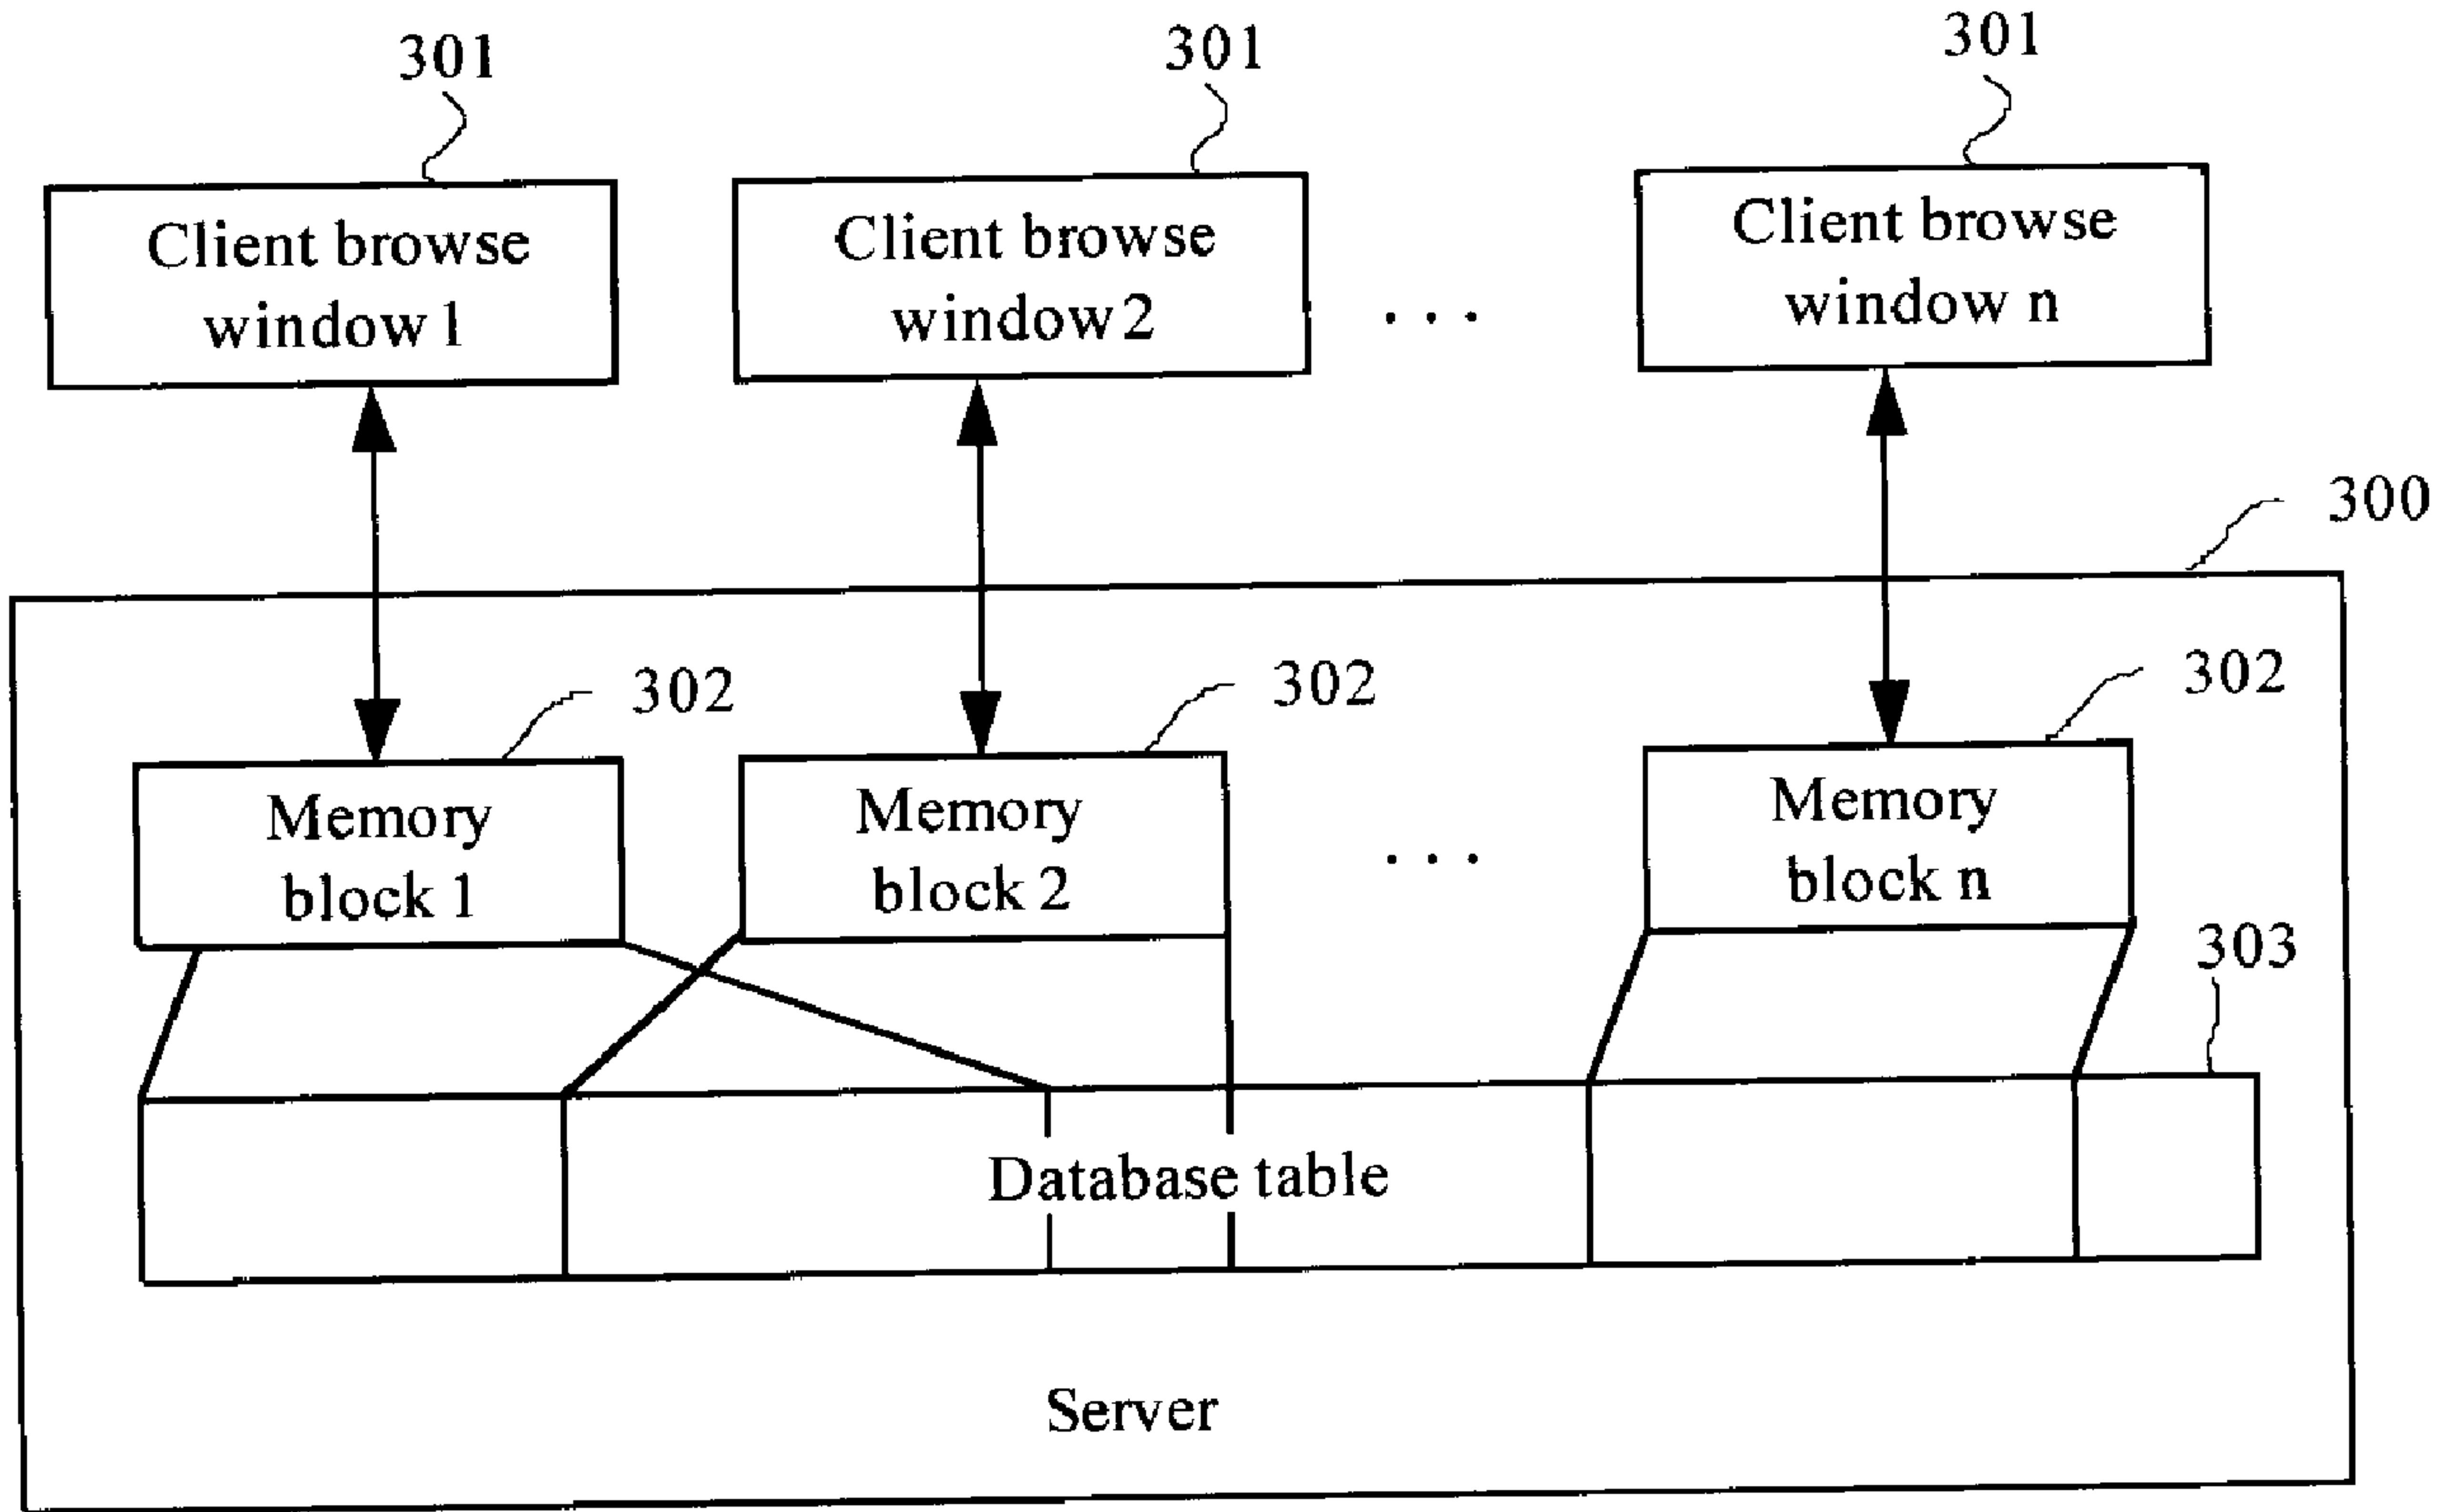 301
301
301
Client browse
window 1
Client browse
window 2
...
Client browse
window n
300
302
302
302
Memory
block 1
Memory
block 2
...
Memory
block n
303
Database table
Server